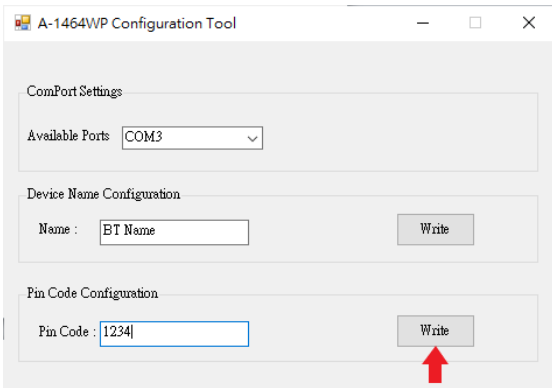 A-1464WP Configuration Tool
ComPort Settings
Available Ports COM3
Device Name Configuration
Name : BT Name Write
Pin Code Configuration
Pin Code : 1234 Write